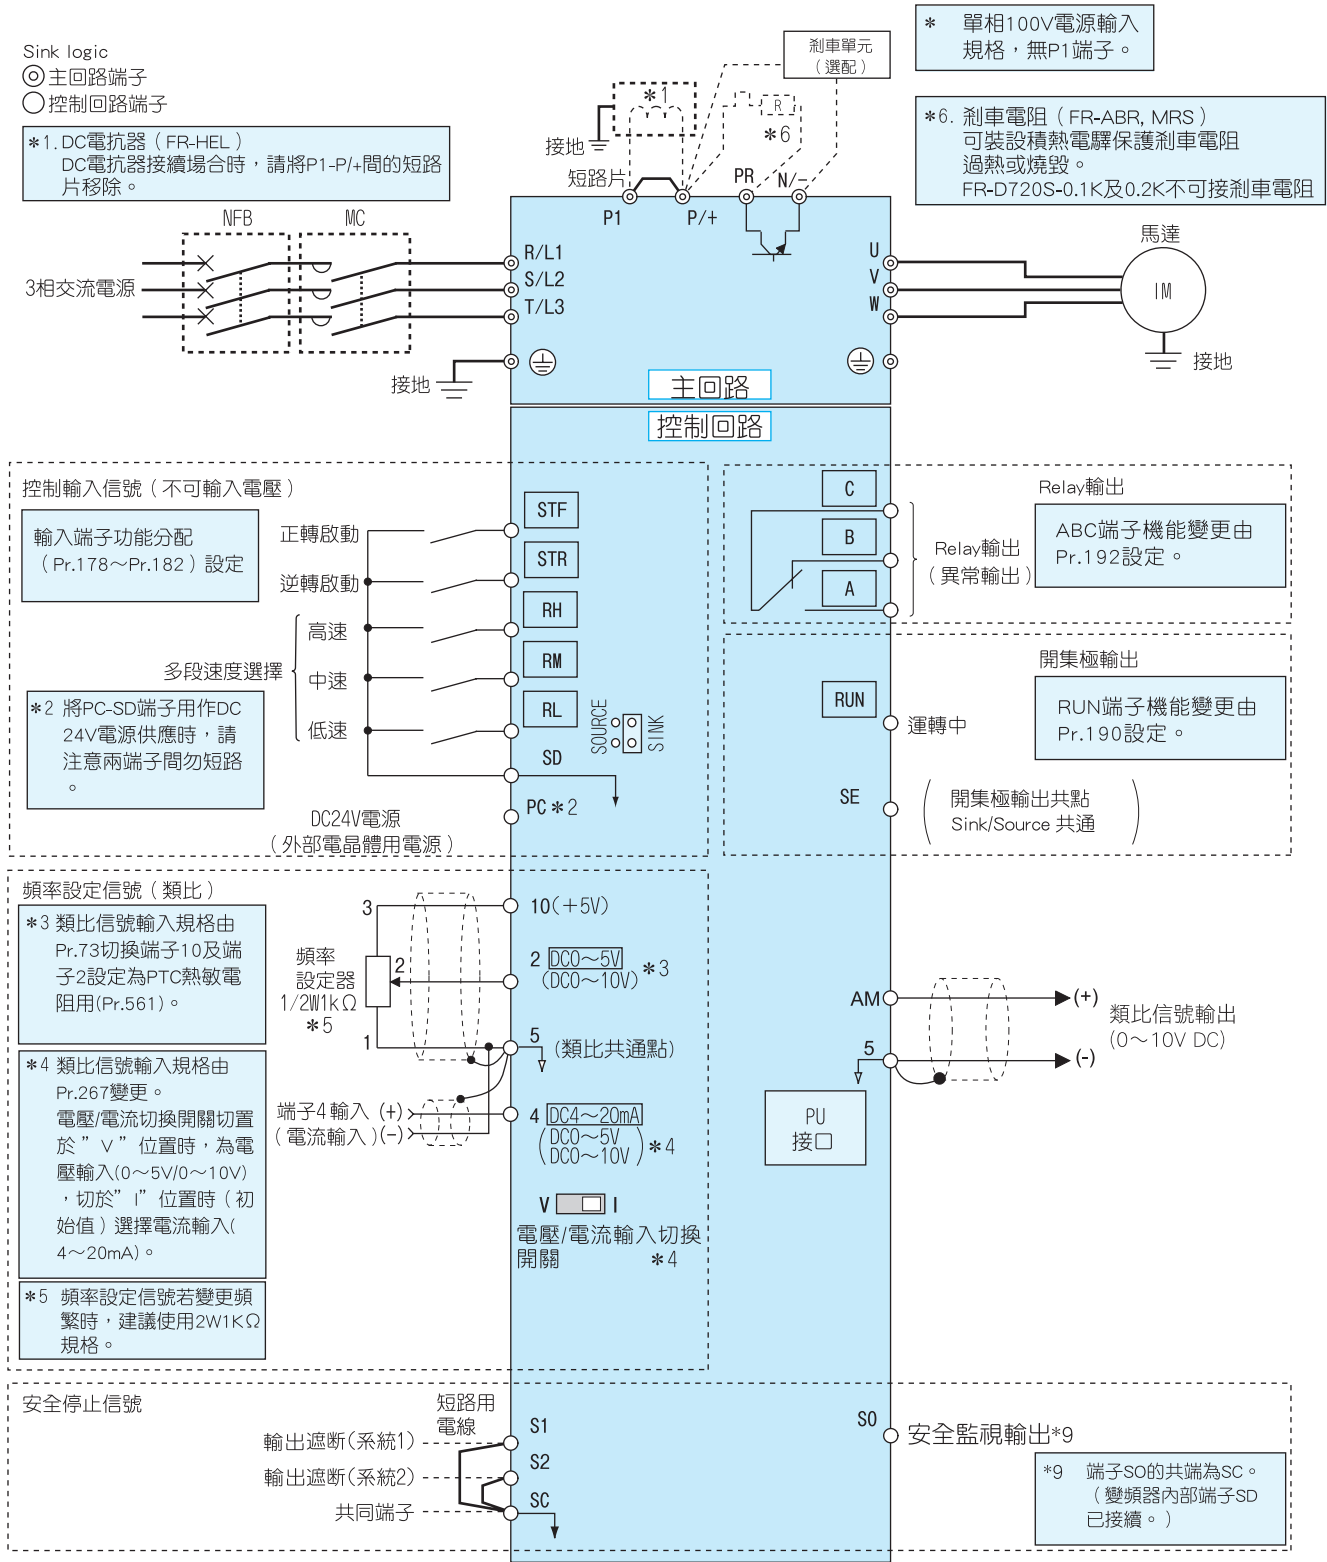 Sink logic
◎主回路端子
○控制回路端子
*1. DC電抗器（FR-HEL）
DC電抗器接續場合時，請將P1-P/+間的短路
片移除。
*1
接地
短路片
剎車單元
（選配）
R
*6
PR
N/-
P1
P/+
* 單相100V電源輸入
規格，無P1端子。
*6. 剎車電阻（FR-ABR, MRS）
可裝設積熱電驛保護剎車電阻
過熱或燒毀。
FR-D720S-0.1K及0.2K不可接剎車電阻
NFB
MC
3相交流電源
R/L1
S/L2
T/L3
接地
U
V
W
馬達
IM
接地
主回路
控制回路
控制輸入信號（不可輸入電壓）
輸入端子功能分配
（Pr.178～Pr.182）設定
正轉啟動
逆轉啟動
多段速度選擇
高速
中速
低速
*2 將PC-SD端子用作DC
24V電源供應時，請
注意兩端子間勿短路
。
STF
STR
RH
RM
RL
SD
PC *2
SOURCE
SINK
DC24V電源
（外部電晶體用電源）
C
B
A
Relay輸出
（異常輸出）
Relay輸出
ABC端子機能變更由
Pr.192設定。
開集極輸出
RUN
運轉中
RUN端子機能變更由
Pr.190設定。
SE
開集極輸出共點
Sink/Source 共通
頻率設定信號（類比）
*3 類比信號輸入規格由
Pr.73切換端子10及端
子2設定為PTC熱敏電
阻用(Pr.561)。
*4 類比信號輸入規格由
Pr.267變更。
電壓/電流切換開關切置
於”V”位置時，為電
壓輸入(0～5V/0～10V)
，切於”I”位置時（初
始值）選擇電流輸入(
4～20mA)。
*5 頻率設定信號若變更頻
繁時，建議使用2W1KΩ
規格。
頻率
設定器
1/2W1kΩ
*5
3
2
1
10(+5V)
2 DC0～5V
(DC0～10V) *3
5
(類比共通點)
端子4輸入 (+)
（電流輸入）(-)
4 DC4～20mA
(DC0～5V
DC0～10V) *4
V I
電壓/電流輸入切換
開關 *4
AM
5
(+)
(-)
類比信號輸出
(0～10V DC)
PU
接口
安全停止信號
短路用
電線
輸出遮断(系統1)
輸出遮断(系統2)
共同端子
S1
S2
SC
SO
安全監視輸出*9
*9 端子SO的共端為SC。
（變頻器內部端子SD
已接續。）